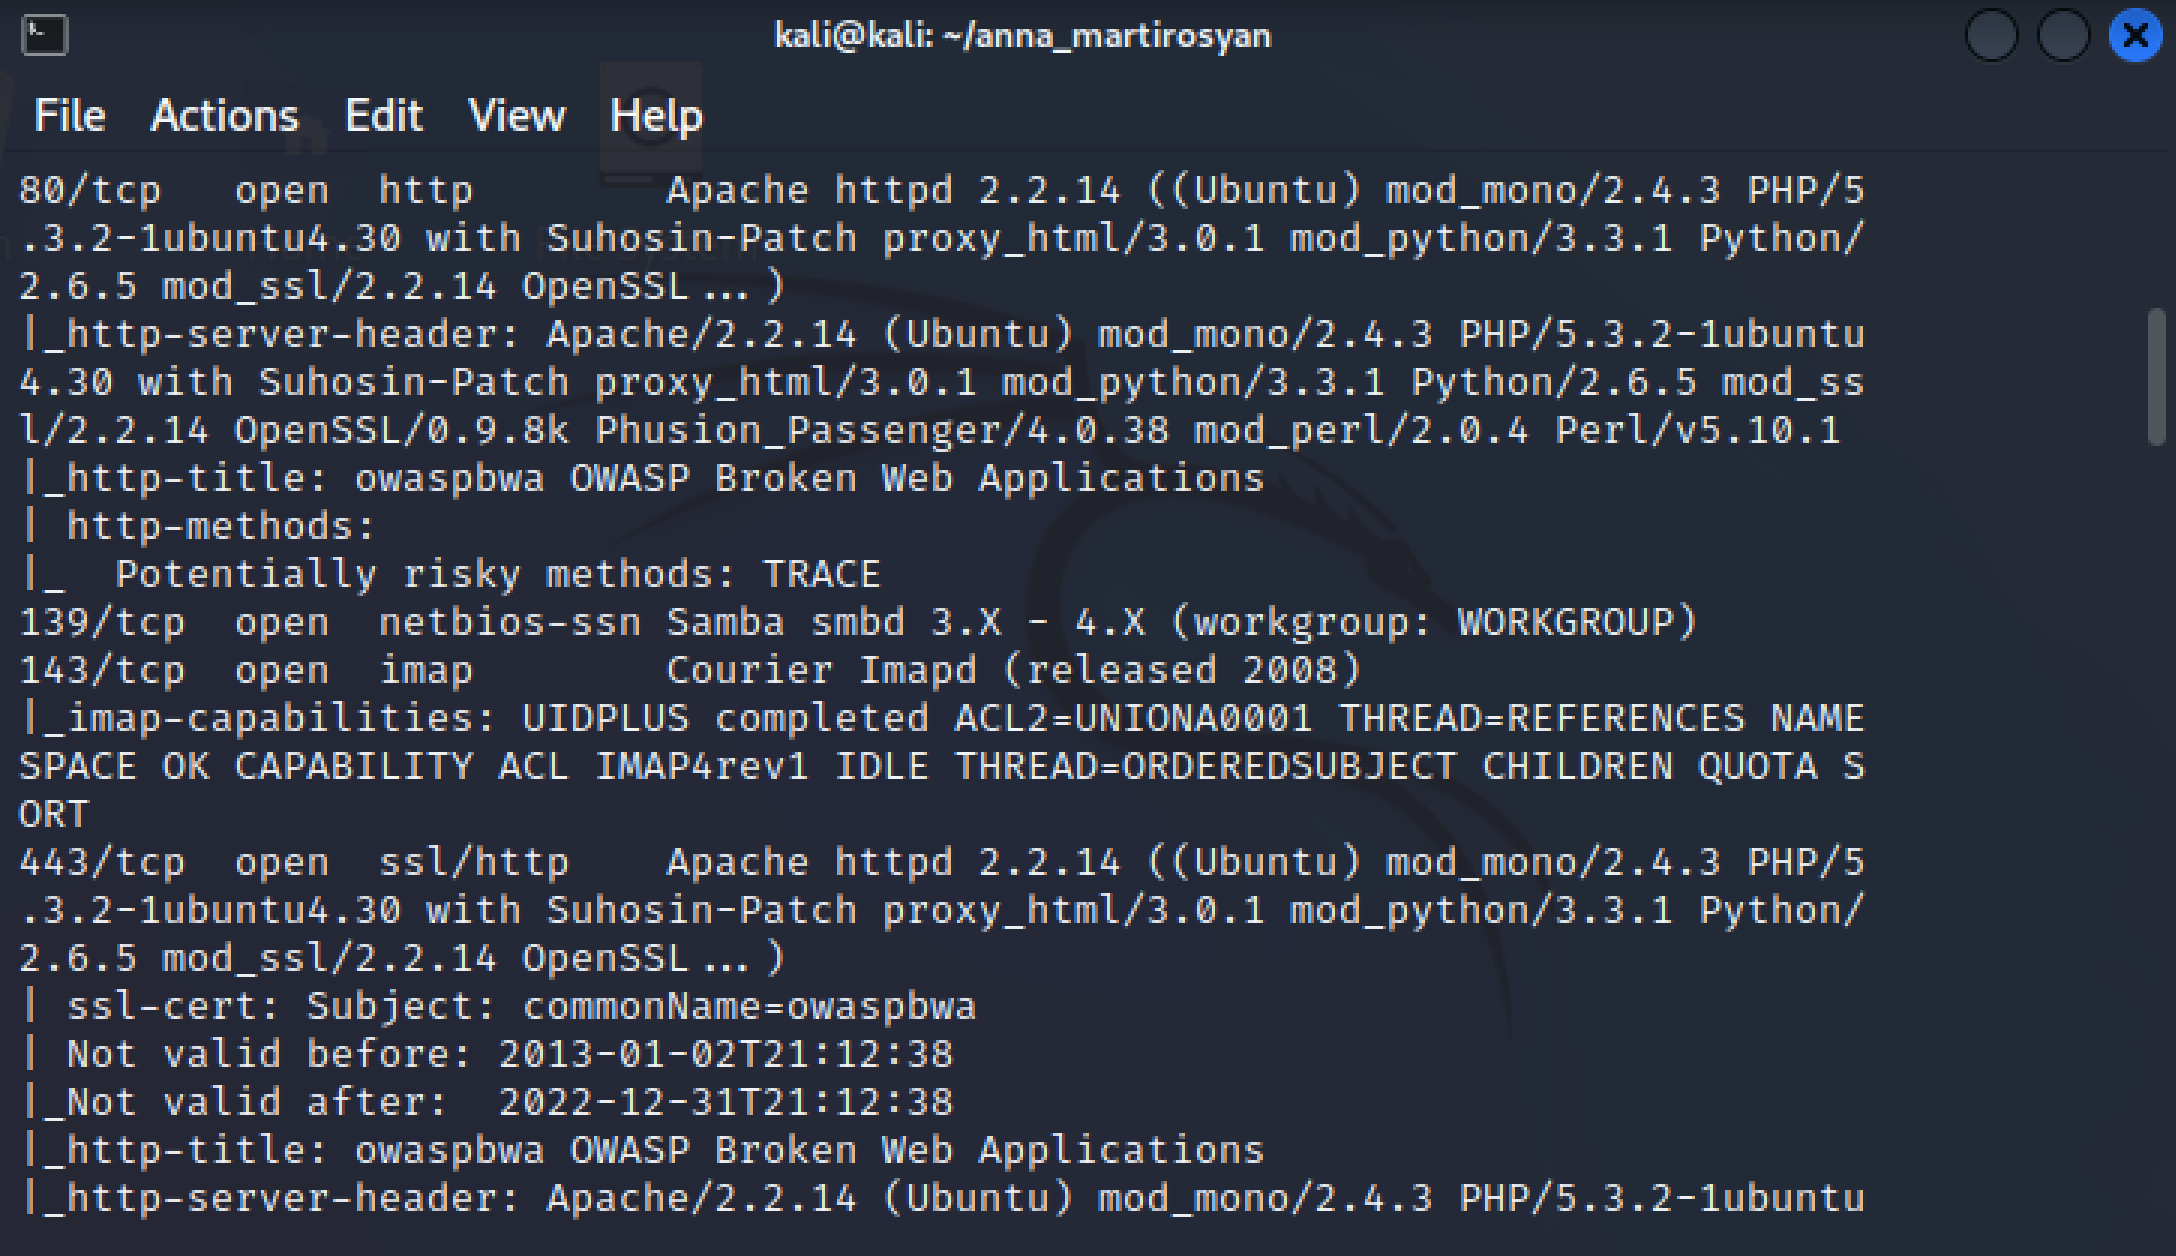 kali@kali: ~/anna_martirosyan
File Actions Edit View Help
80/tcp   open  http        Apache httpd 2.2.14 ((Ubuntu) mod_mono/2.4.3 PHP/5
.3.2-1ubuntu4.30 with Suhosin-Patch proxy_html/3.0.1 mod_python/3.3.1 Python/
2.6.5 mod_ssl/2.2.14 OpenSSL...)
|_http-server-header: Apache/2.2.14 (Ubuntu) mod_mono/2.4.3 PHP/5.3.2-1ubuntu
4.30 with Suhosin-Patch proxy_html/3.0.1 mod_python/3.3.1 Python/2.6.5 mod_ss
l/2.2.14 OpenSSL/0.9.8k Phusion_Passenger/4.0.38 mod_perl/2.0.4 Perl/v5.10.1
|_http-title: owaspbwa OWASP Broken Web Applications
| http-methods:
|_  Potentially risky methods: TRACE
139/tcp  open  netbios-ssn Samba smbd 3.X - 4.X (workgroup: WORKGROUP)
143/tcp  open  imap        Courier Imapd (released 2008)
|_imap-capabilities: UIDPLUS completed ACL2=UNIONA0001 THREAD=REFERENCES NAME
SPACE OK CAPABILITY ACL IMAP4rev1 IDLE THREAD=ORDEREDSUBJECT CHILDREN QUOTA S
ORT
443/tcp  open  ssl/http    Apache httpd 2.2.14 ((Ubuntu) mod_mono/2.4.3 PHP/5
.3.2-1ubuntu4.30 with Suhosin-Patch proxy_html/3.0.1 mod_python/3.3.1 Python/
2.6.5 mod_ssl/2.2.14 OpenSSL...)
| ssl-cert: Subject: commonName=owaspbwa
| Not valid before: 2013-01-02T21:12:38
|_Not valid after:  2022-12-31T21:12:38
|_http-title: owaspbwa OWASP Broken Web Applications
|_http-server-header: Apache/2.2.14 (Ubuntu) mod_mono/2.4.3 PHP/5.3.2-1ubuntu